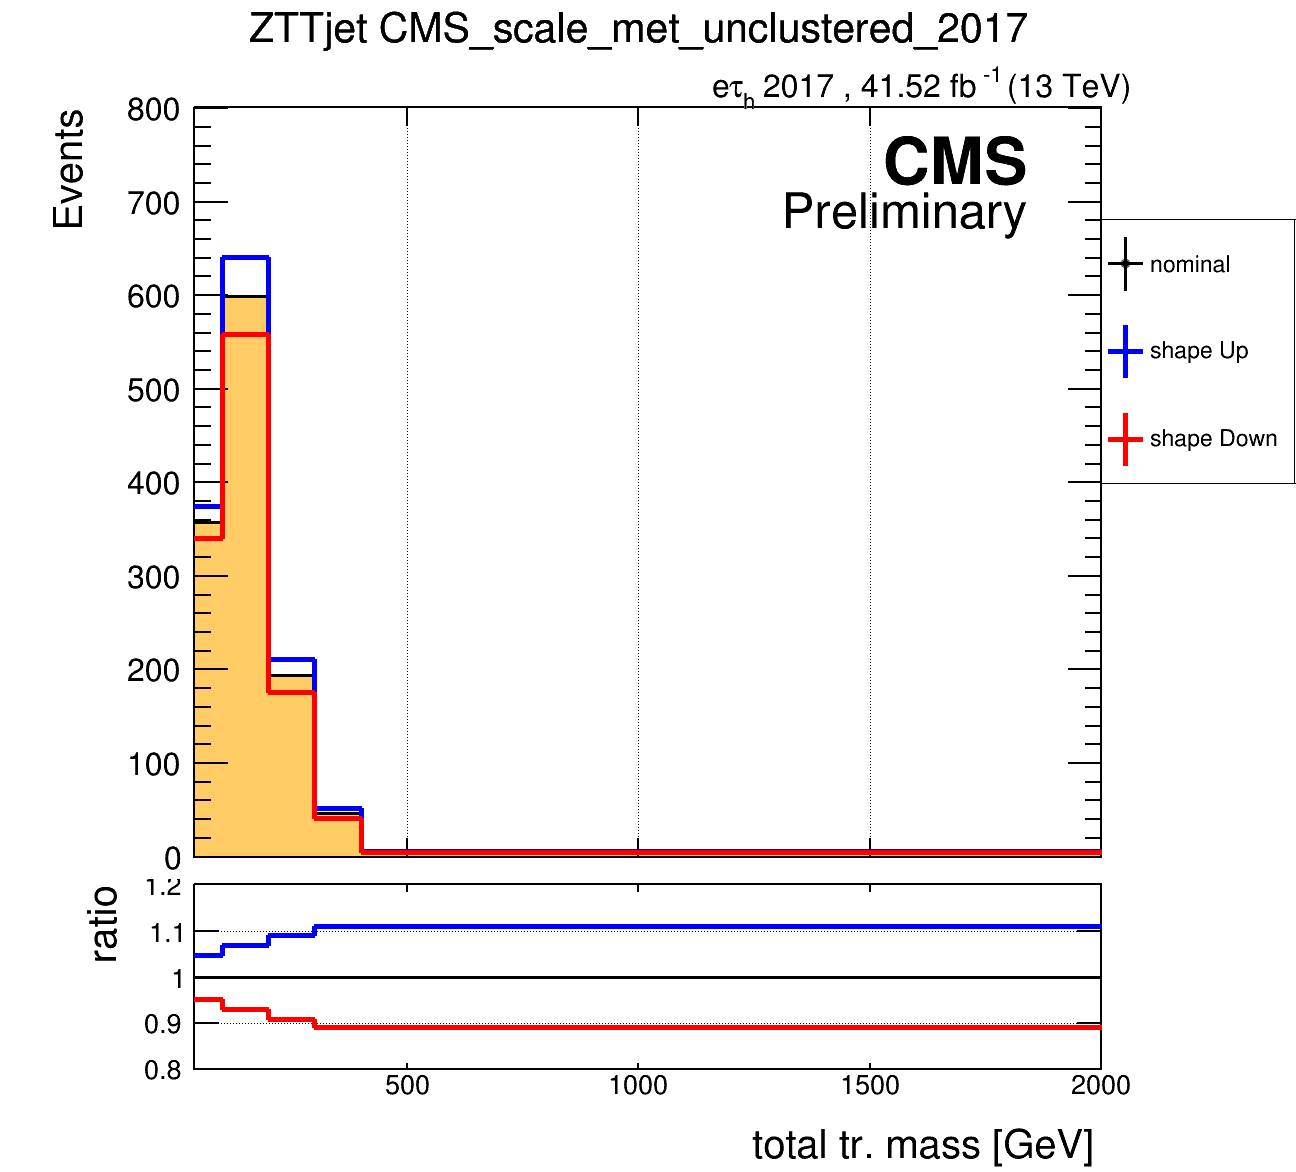 ZTTjet CMS_scale_met_unclustered_2017
eτh 2017 , 41.52 fb -1 (13 TeV)
CMS
Preliminary
Events
800
700
600
500
400
300
200
100
0
nominal
shape Up
shape Down
ratio
1.2
1.1
1
0.9
0.8
500 1000 1500 2000
total tr. mass [GeV]